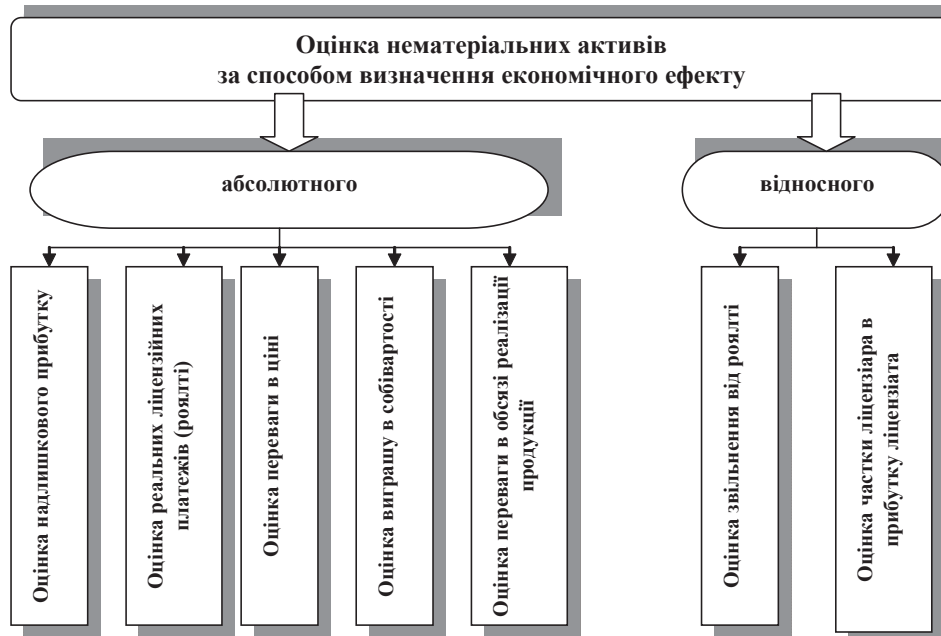 Оцінка нематеріальних активів
за способом визначення економічного ефекту
абсолютного
відносного
Оцінка надлишкового прибутку
Оцінка реальних ліцензійних
платежів (роялті)
Оцінка переваги в ціні
Оцінка виграшу в собівартості
Оцінка переваги в обсязі реалізації
продукції
Оцінка звільнення від роялті
Оцінка частки ліцензіара в
прибутку ліцензіата